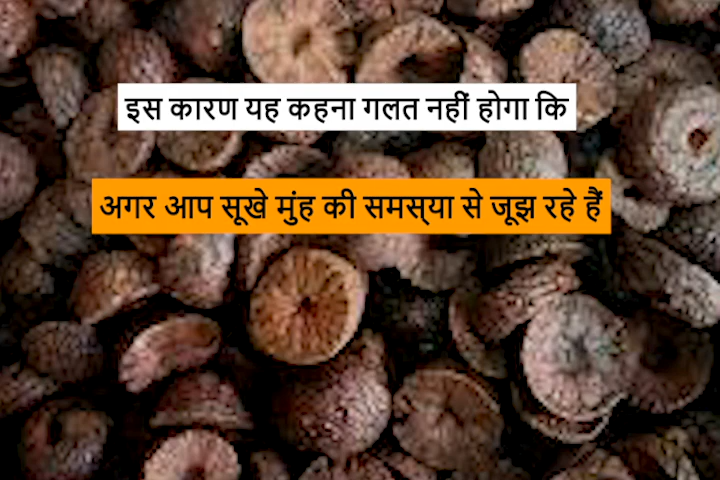 इस कारण यह कहना गलत नहीं होगा कि
अगर आप सूखे मुंह की समस्या से जूझ रहे हैं